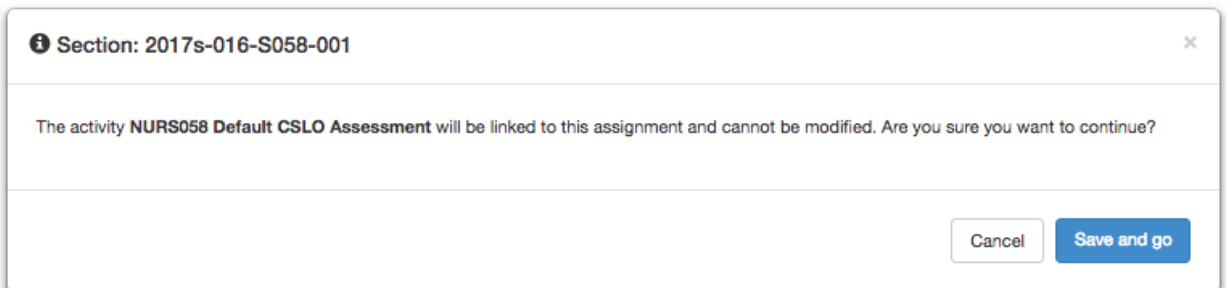 Section: 2017s-016-S058-001
×
The activity NURS058 Default CSLO Assessment will be linked to this assignment and cannot be modified. Are you sure you want to continue?
Cancel
Save and go